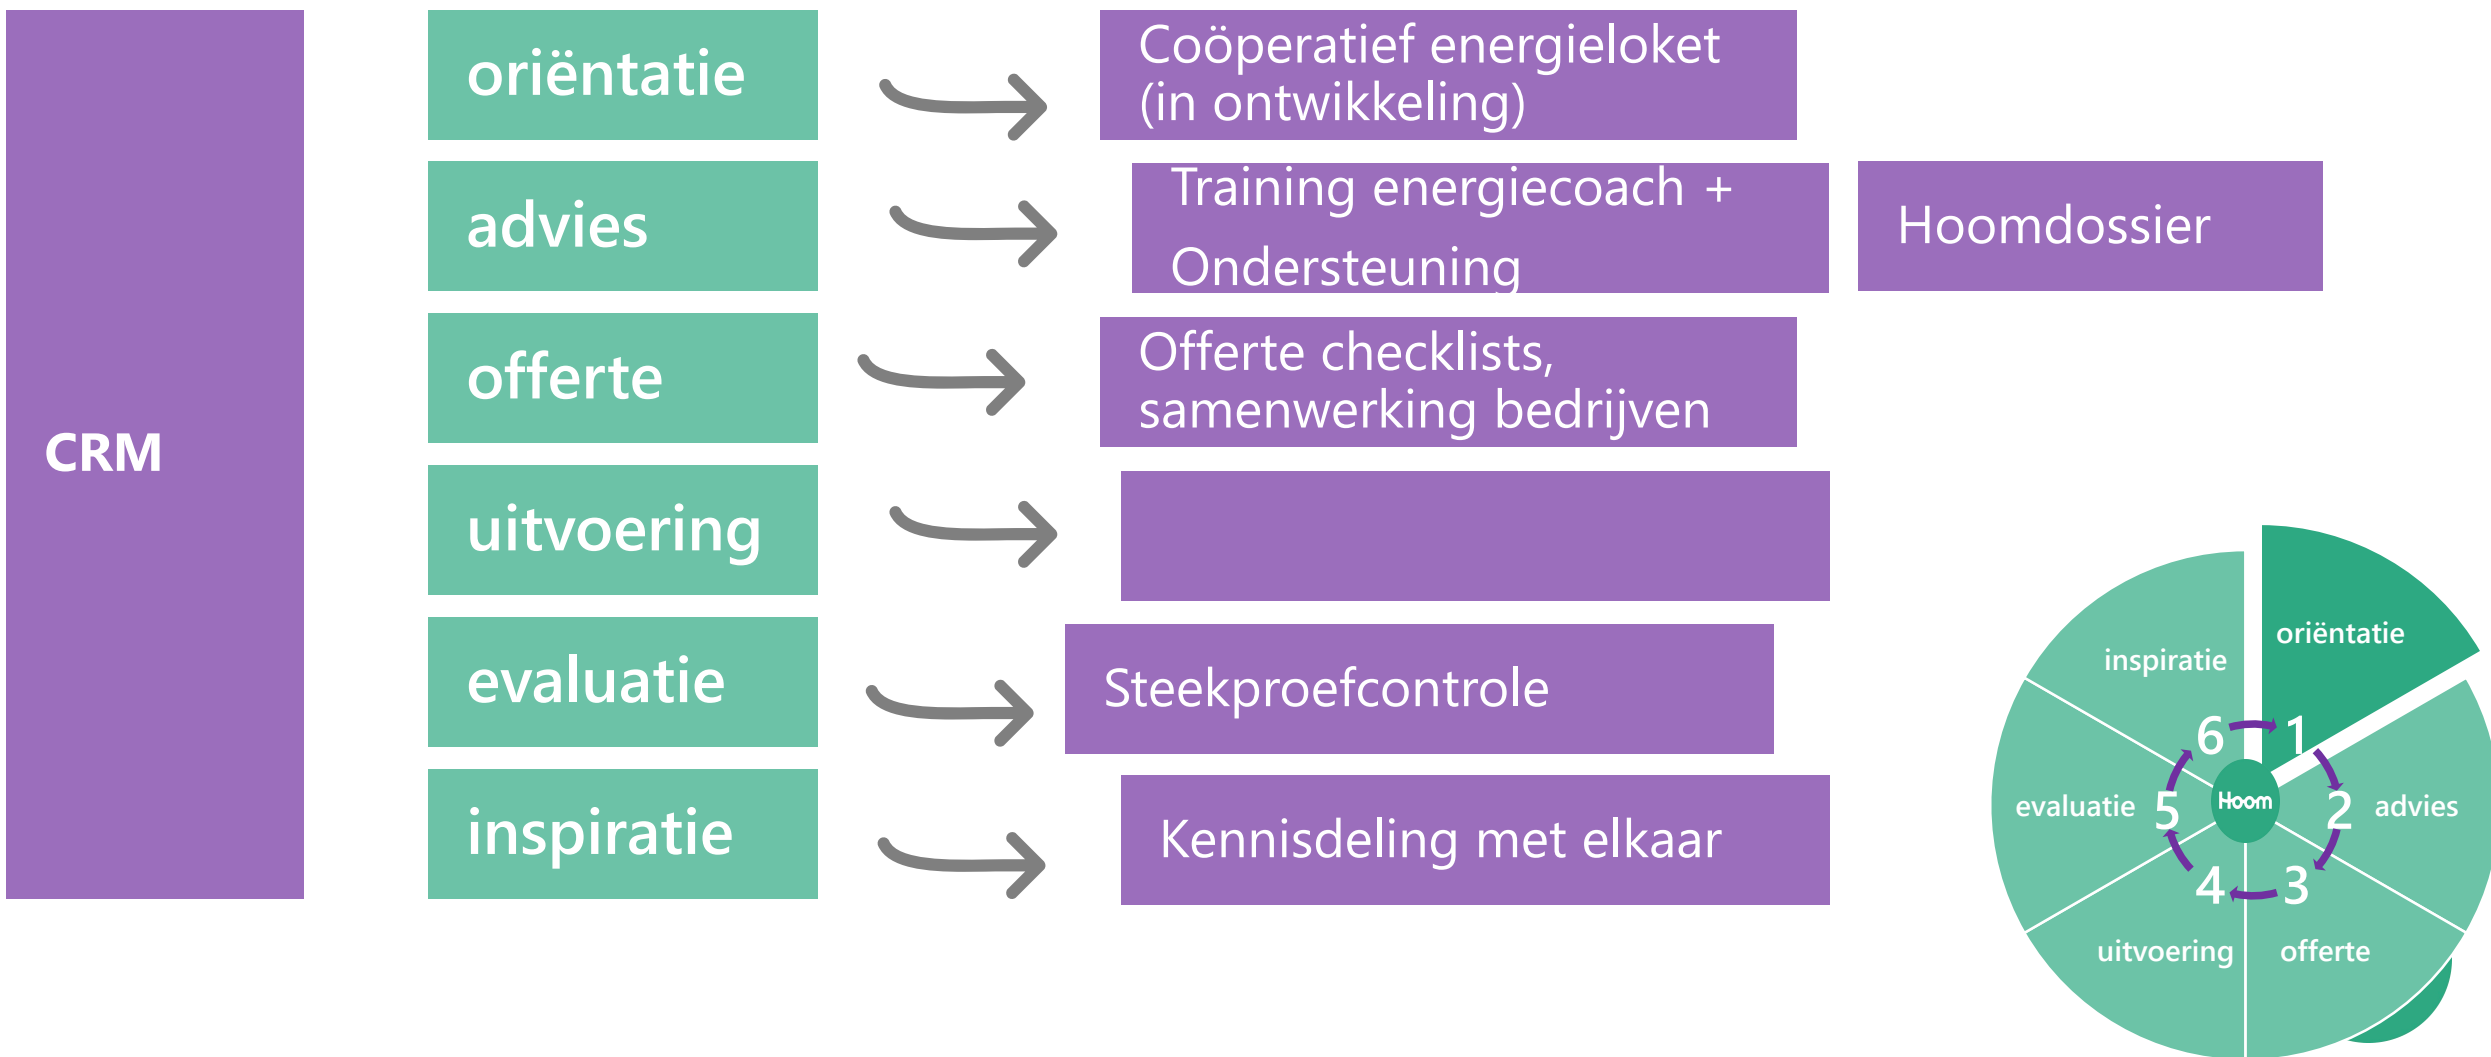 CRM
oriëntatie
Coöperatief energieloket
(in ontwikkeling)
advies
Training energiecoach +
Ondersteuning
Hoomdossier
offerte
Offerte checklists,
samenwerking bedrijven
uitvoering
evaluatie
Steekproefcontrole
inspiratie
Kennisdeling met elkaar
oriëntatie
inspiratie
6
1
evaluatie
5
Hoom
2
advies
4
3
uitvoering
offerte